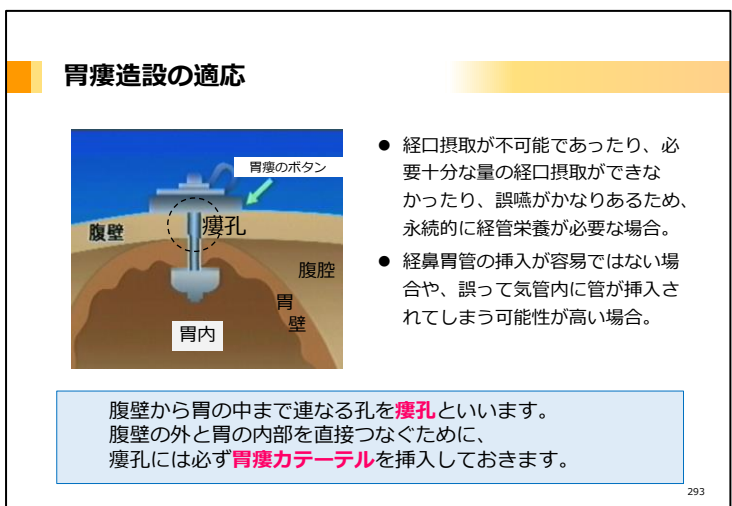 胃瘻造設の適応
胃瘻のボタン
腹壁
瘻孔
腹腔
胃
壁
胃内
● 経口摂取が不可能であったり、必
要十分な量の経口摂取ができな
かったり、誤嚥がかなりあるため、
永続的に経管栄養が必要な場合。
● 経鼻胃管の挿入が容易ではない場
合や、誤って気管内に管が挿入さ
れてしまう可能性が高い場合。
腹壁から胃の中まで連なる孔を瘻孔といいます。
腹壁の外と胃の内部を直接つなぐために、
瘻孔には必ず胃瘻カテーテルを挿入しておきます。
293